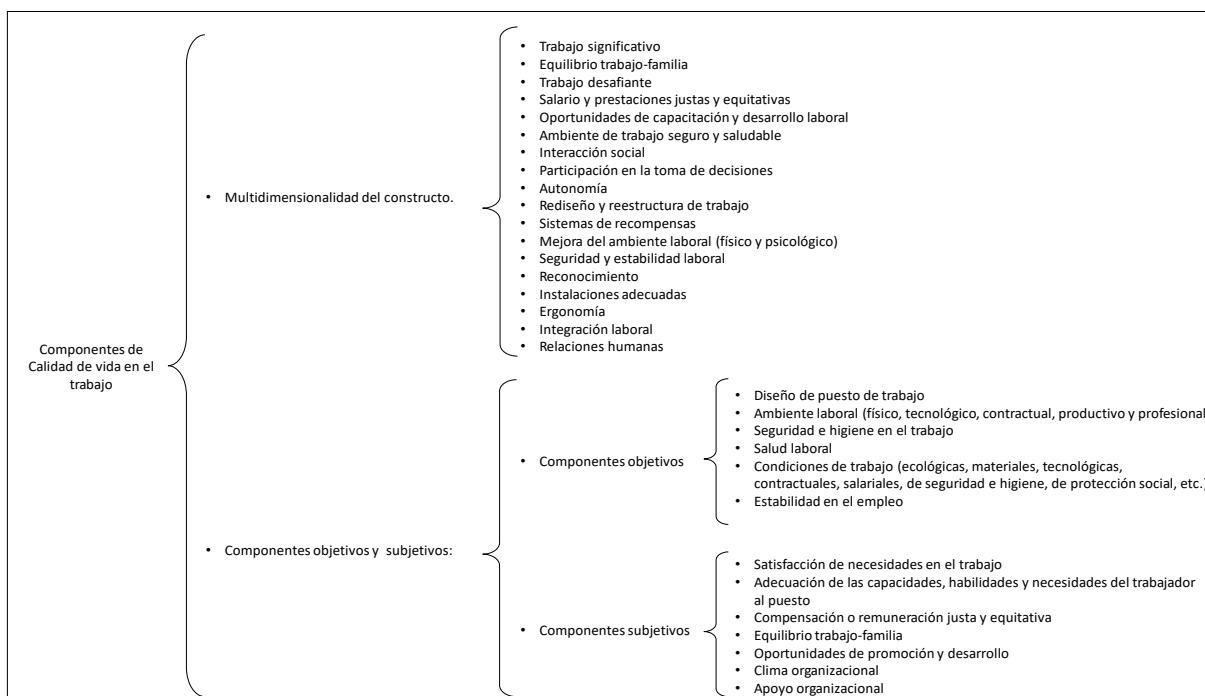 Componentes de
Calidad de vida en el
trabajo
• Multidimensionalidad del constructo.
• Trabajo significativo
• Equilibrio trabajo-familia
• Trabajo desafiante
• Salario y prestaciones justas y equitativas
• Oportunidades de capacitación y desarrollo laboral
• Ambiente de trabajo seguro y saludable
• Interacción social
• Participación en la toma de decisiones
• Autonomía
• Rediseño y reestructura de trabajo
• Sistemas de recompensas
• Mejora del ambiente laboral (físico y psicológico)
• Seguridad y estabilidad laboral
• Reconocimiento
• Instalaciones adecuadas
• Ergonomía
• Integración laboral
• Relaciones humanas
• Componentes objetivos y subjetivos:
• Componentes objetivos
• Diseño de puesto de trabajo
• Ambiente laboral (físico, tecnológico, contractual, productivo y profesional
• Seguridad e higiene en el trabajo
• Salud laboral
• Condiciones de trabajo (ecológicas, materiales, tecnológicas,
contractuales, salariales, de seguridad e higiene, de protección social, etc.)
• Estabilidad en el empleo
• Componentes subjetivos
• Satisfacción de necesidades en el trabajo
• Adecuación de las capacidades, habilidades y necesidades del trabajador
al puesto
• Compensación o remuneración justa y equitativa
• Equilibrio trabajo-familia
• Oportunidades de promoción y desarrollo
• Clima organizacional
• Apoyo organizacional